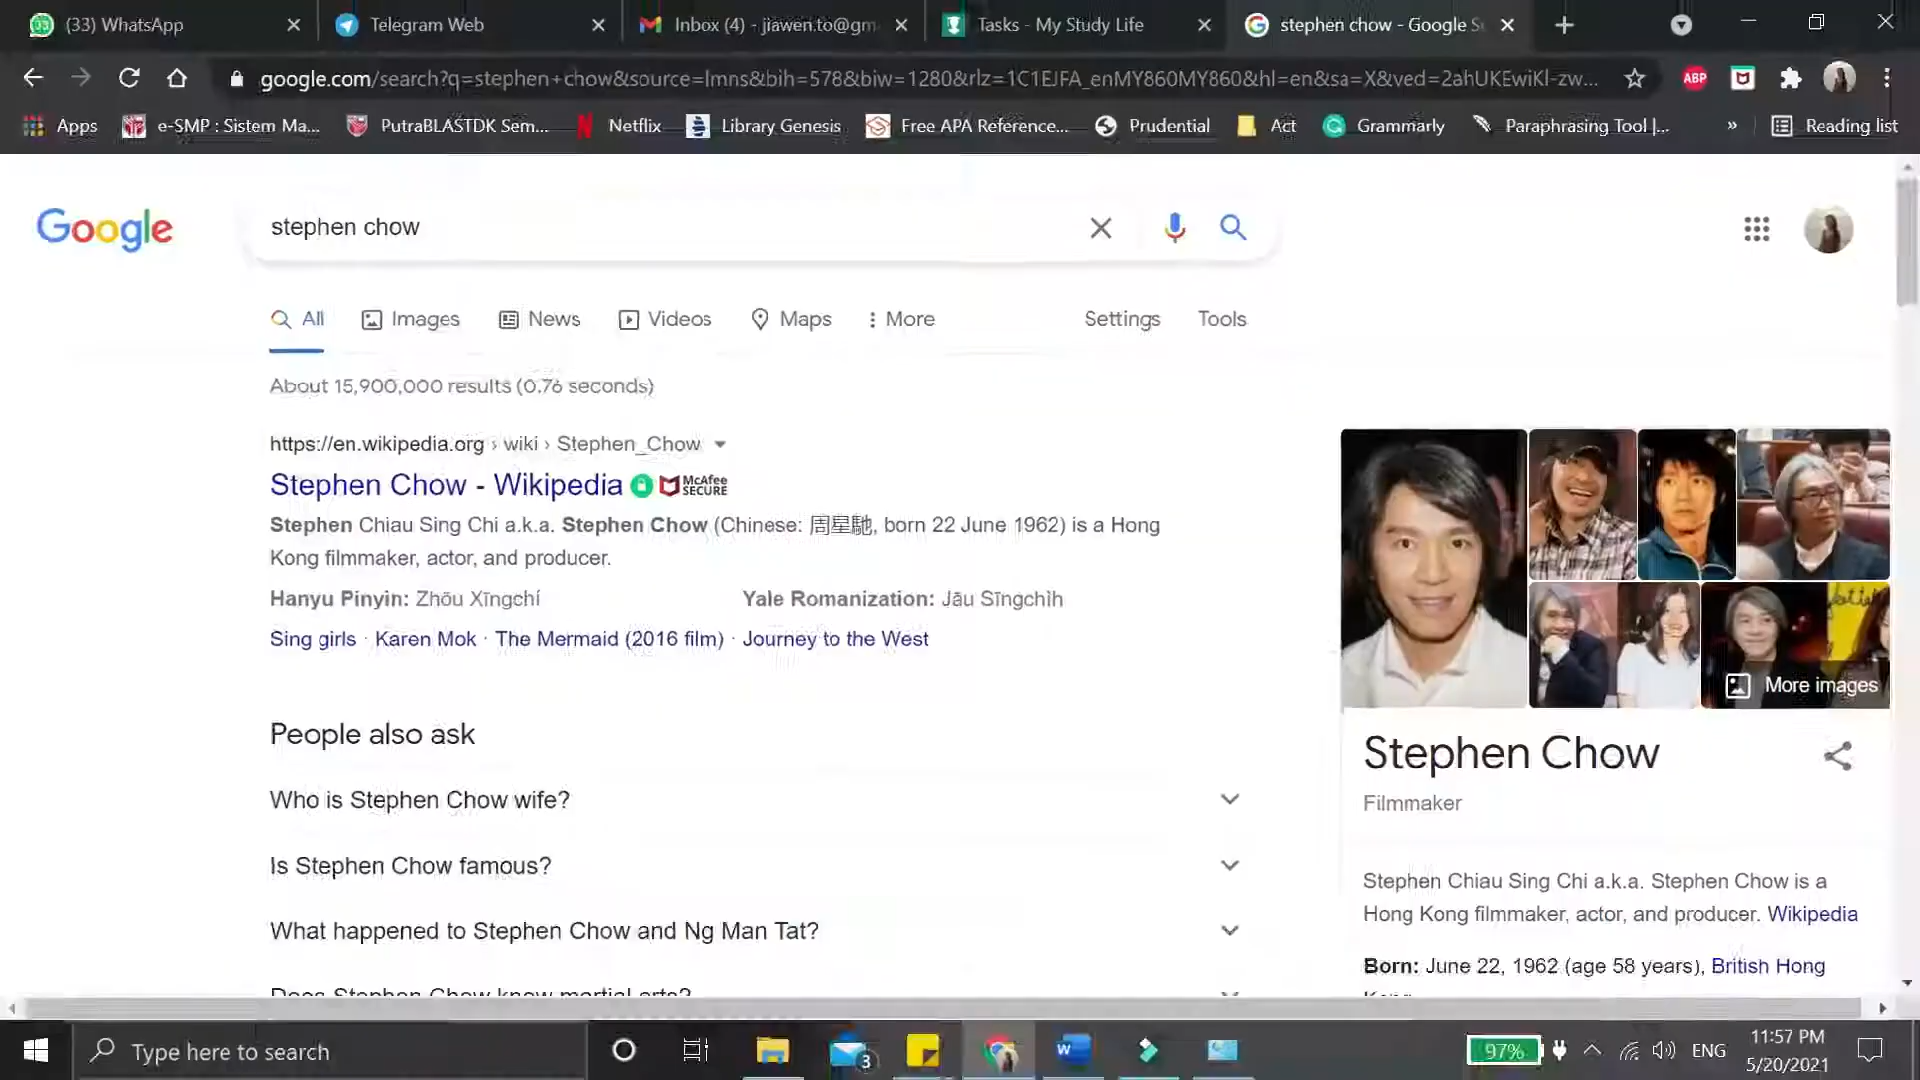 (33) WhatsApp
Telegram Web
Inbox (4) - jiawen.to@gm
Tasks - My Study Life
stephen chow - Google S
google.com/search?q=stephen+chow&source=lmns&bih=578&biw=1280&rlz=1C1EJFA_enMY860MY860&hl=en&sa=X&ved=2ahUKEwiKl-zw...
ABP
Apps
e-SMP : Sistem Ma...
PutraBLASTDK Sem...
Netflix
Library Genesis
Free APA Reference...
Prudential
Act
Grammarly
Paraphrasing Tool |...
»
Reading list
Google
stephen chow
All
Images
News
Videos
Maps
More
Settings
Tools
About 15,900,000 results (0.76 seconds)
https://en.wikipedia.org › wiki › Stephen_Chow
Stephen Chow - Wikipedia
McAfee
SECURE
Stephen Chiau Sing Chi a.k.a. Stephen Chow (Chinese: 周星馳, born 22 June 1962) is a Hong
Kong filmmaker, actor, and producer.
Hanyu Pinyin: Zhōu Xīngchí
Yale Romanization: Jāu Sīngchìh
Sing girls · Karen Mok · The Mermaid (2016 film) · Journey to the West
People also ask
Who is Stephen Chow wife?
Is Stephen Chow famous?
What happened to Stephen Chow and Ng Man Tat?
Does Stephen Chow know martial arts?
More images
Stephen Chow
Filmmaker
Stephen Chiau Sing Chi a.k.a. Stephen Chow is a
Hong Kong filmmaker, actor, and producer. Wikipedia
Born: June 22, 1962 (age 58 years), British Hong
Kong
Type here to search
3
97%
ENG
11:57 PM
5/20/2021